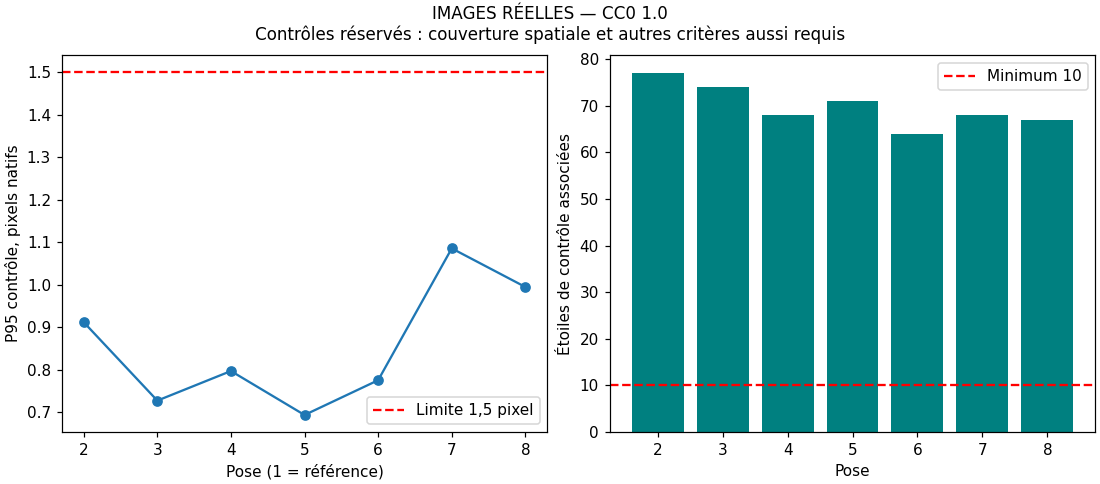 IMAGES RÉELLES — CC0 1.0
Contrôles réservés : couverture spatiale et autres critères aussi requis
P95 contrôle, pixels natifs
1.5
1.4
1.3
1.2
1.1
1.0
0.9
0.8
0.7
Limite 1,5 pixel
2 3 4 5 6 7 8
Pose (1 = référence)
Étoiles de contrôle associées
80
70
60
50
40
30
20
10
0
Minimum 10
2 3 4 5 6 7 8
Pose